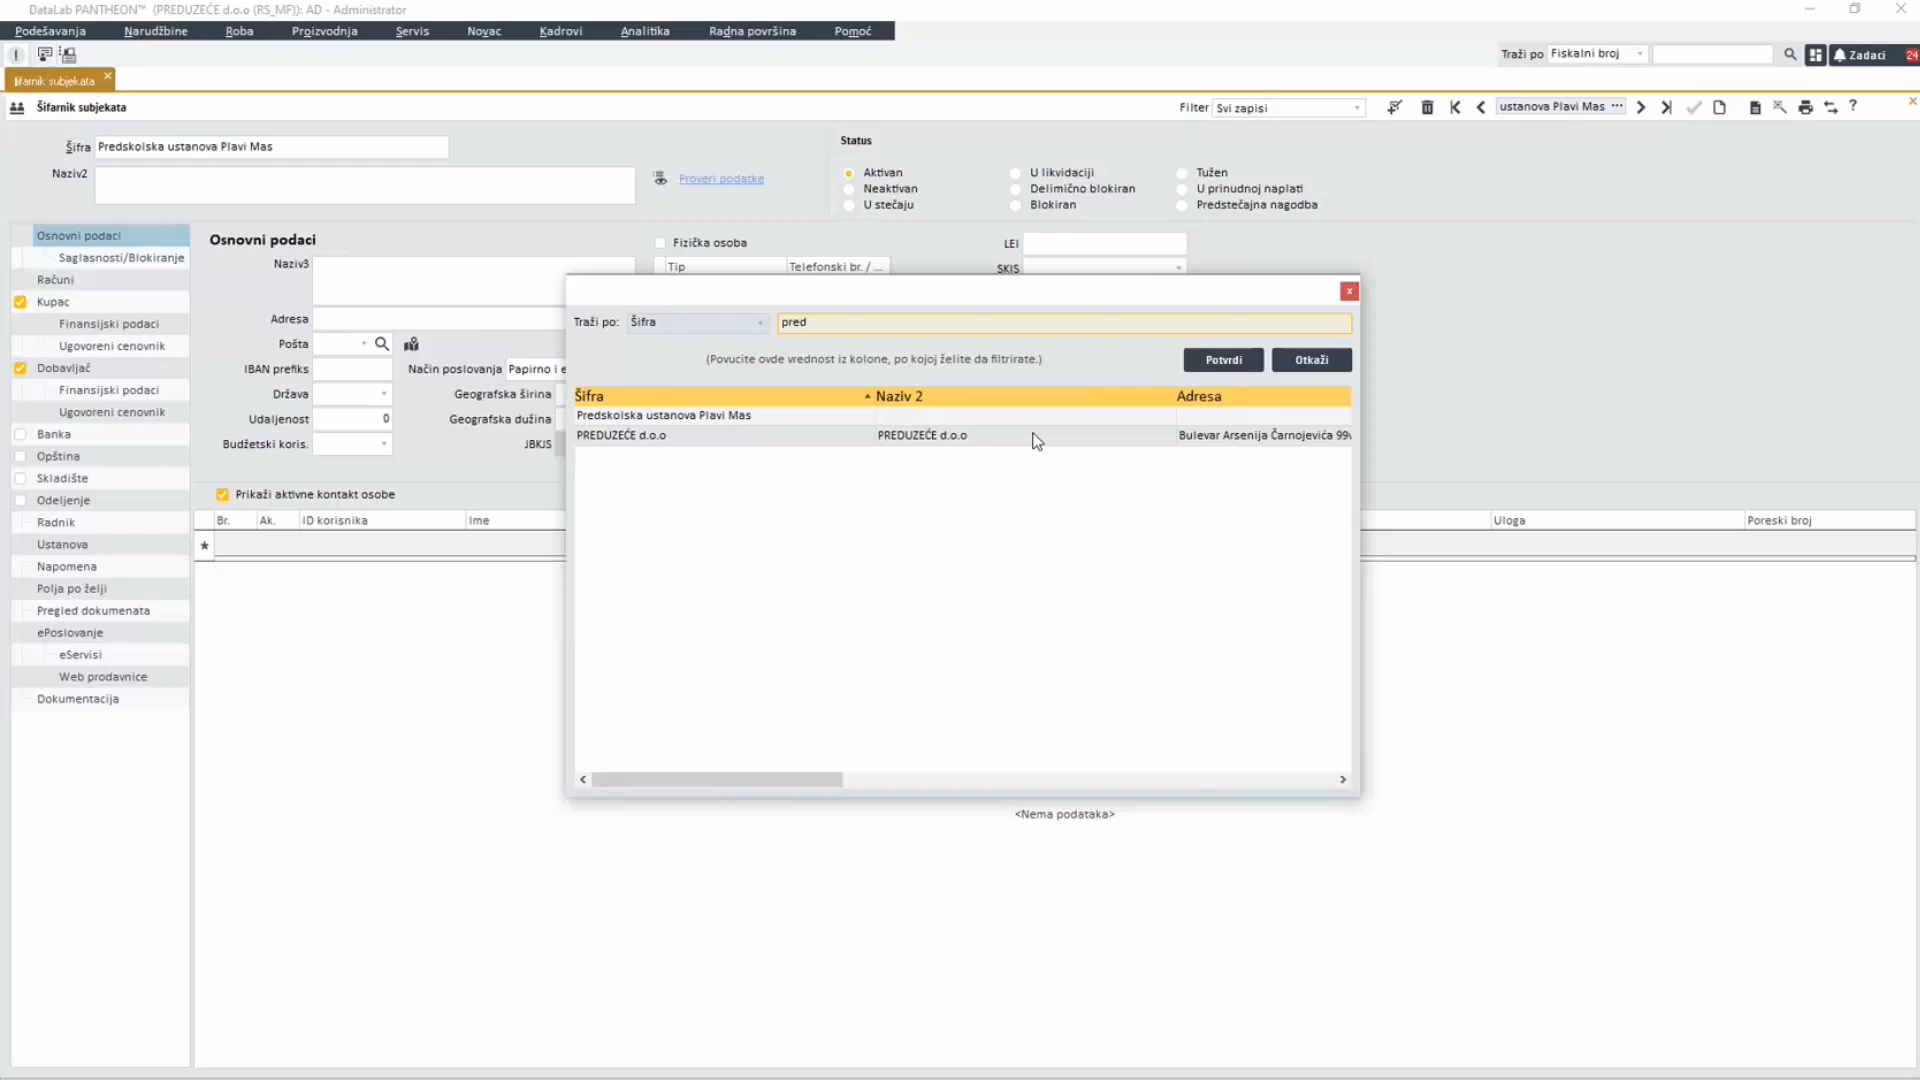 DataLab PANTHEON™ (PREDUZEĆE d.o.o (RS_MF)): AD - Administrator
Podešavanja Narudžbine Roba Proizvodnja Servis Novac Kadrovi Analitika Radna površina Pomoć
Traži po Fiskalni broj Zadaci 24
ifarnik subjekata
Šifarnik subjekata
Filter Svi zapisi ustanova Plavi Mas ... ?
Šifra Predskolska ustanova Plavi Mas
Naziv2
Proveri podatke
Status
Aktivan U likvidaciji Tužen
Neaktivan Delimično blokiran U prinudnoj naplati
U stečaju Blokiran Predstečajna nagodba
Osnovni podaci
Saglasnosti/Blokiranje
Računi
Kupac
Finansijski podaci
Ugovoreni cenovnik
Dobavljač
Finansijski podaci
Ugovoreni cenovnik
Banka
Opština
Skladište
Odeljenje
Radnik
Ustanova
Napomena
Polja po želji
Pregled dokumenata
ePoslovanje
eServisi
Web prodavnice
Dokumentacija
Osnovni podaci
Fizička osoba LEI
Naziv3 Tip Telefonski br. / ... SKIS
Adresa
Pošta
IBAN prefiks Način poslovanja Papirno i e
Država Geografska širina
Udaljenost 0 Geografska dužina
Budžetski koris. JBKJS
Traži po: Šifra pred
(Povucite ovde vrednost iz kolone, po kojoj želite da filtrirate.) Potvrdi Otkaži
Šifra Naziv 2 Adresa
Predskolska ustanova Plavi Mas
PREDUZEĆE d.o.o PREDUZEĆE d.o.o Bulevar Arsenija Čarnojevića 99v
Prikaži aktivne kontakt osobe
Br. Ak. ID korisnika Ime Uloga Poreski broj
<Nema podataka>